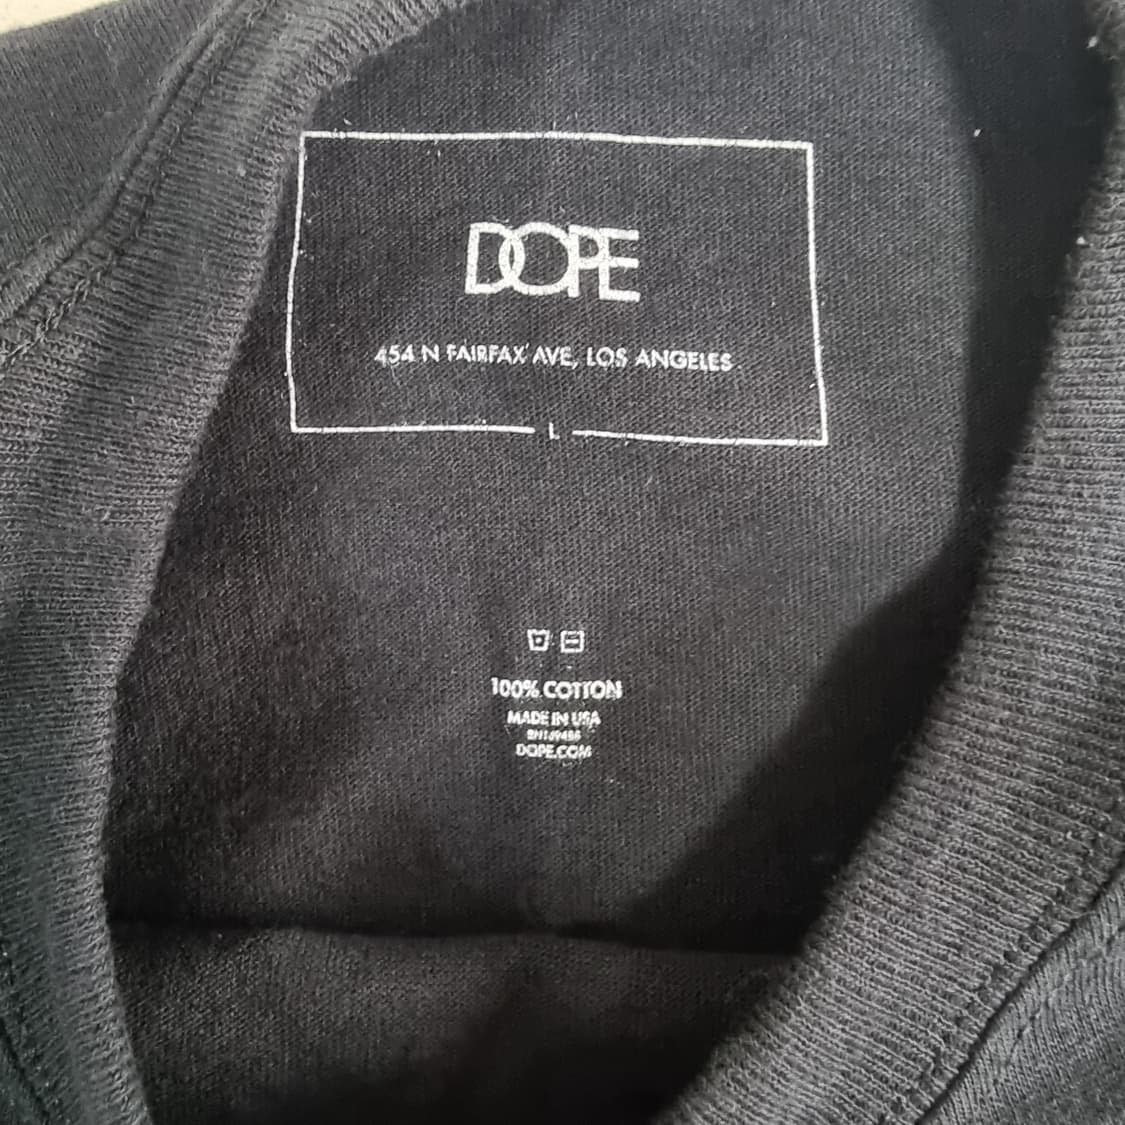 DOPE
454 N FAIRFAX AVE, LOS ANGELES
L
100% COTTON
MADE IN USA
DOPE.COM